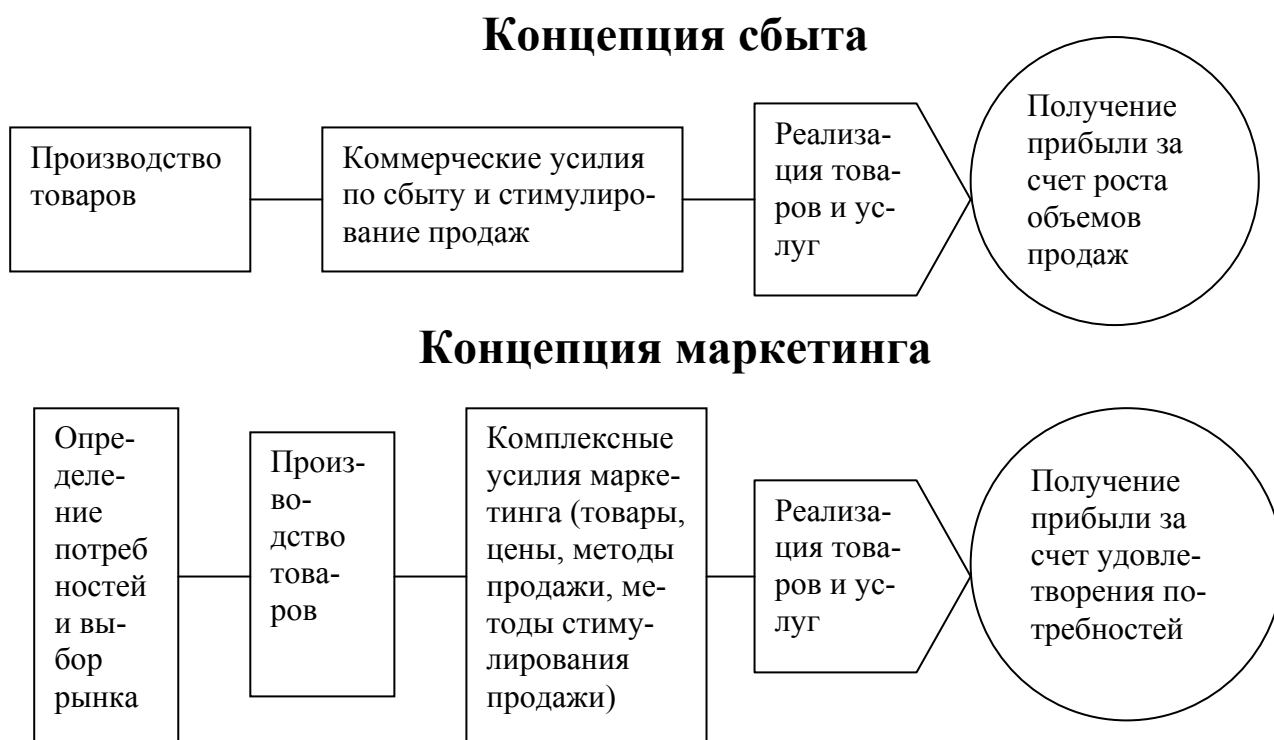 Концепция сбыта
Производство
товаров
Коммерческие усилия
по сбыту и стимулиро-
вание продаж
Реализа-
ция това-
ров и ус-
луг
Получение
прибыли за
счет роста
объемов
продаж
Концепция маркетинга
Опре-
деле-
ние
потреб
ностей
и вы-
бор
рынка
Произ-
во-
дство
това-
ров
Комплексные
усилия марке-
тинга (товары,
цены, методы
продажи, ме-
тоды стиму-
лирования
продажи)
Реализа-
ция това-
ров и ус-
луг
Получение
прибыли за
счет удовле-
творения по-
требностей